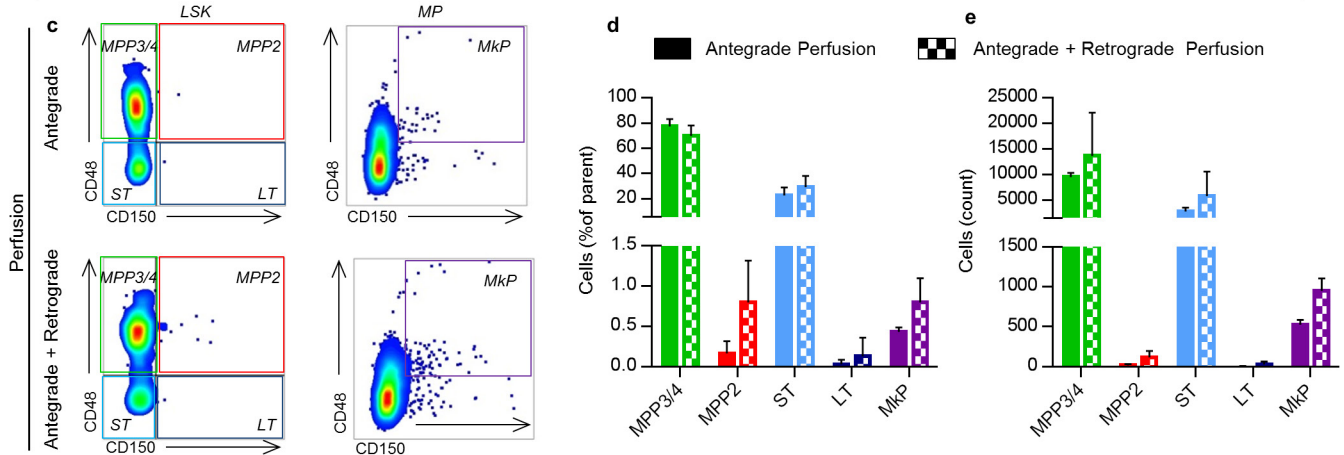 c
LSK
MP
Perfusion
Antegrade
MPP3/4
MPP2
ST
LT
CD48
CD150
MkP
CD48
CD150
Antegrade + Retrograde
MPP3/4
MPP2
ST
LT
CD48
CD150
MkP
CD48
CD150
d
Antegrade Perfusion
Antegrade + Retrograde Perfusion
Cells (%of parent)
100
80
60
40
20
1.5
1.0
0.5
0.0
MPP3/4
MPP2
ST
LT
MkP
e
Cells (count)
25000
20000
15000
10000
5000
1500
1000
500
0
MPP3/4
MPP2
ST
LT
MkP